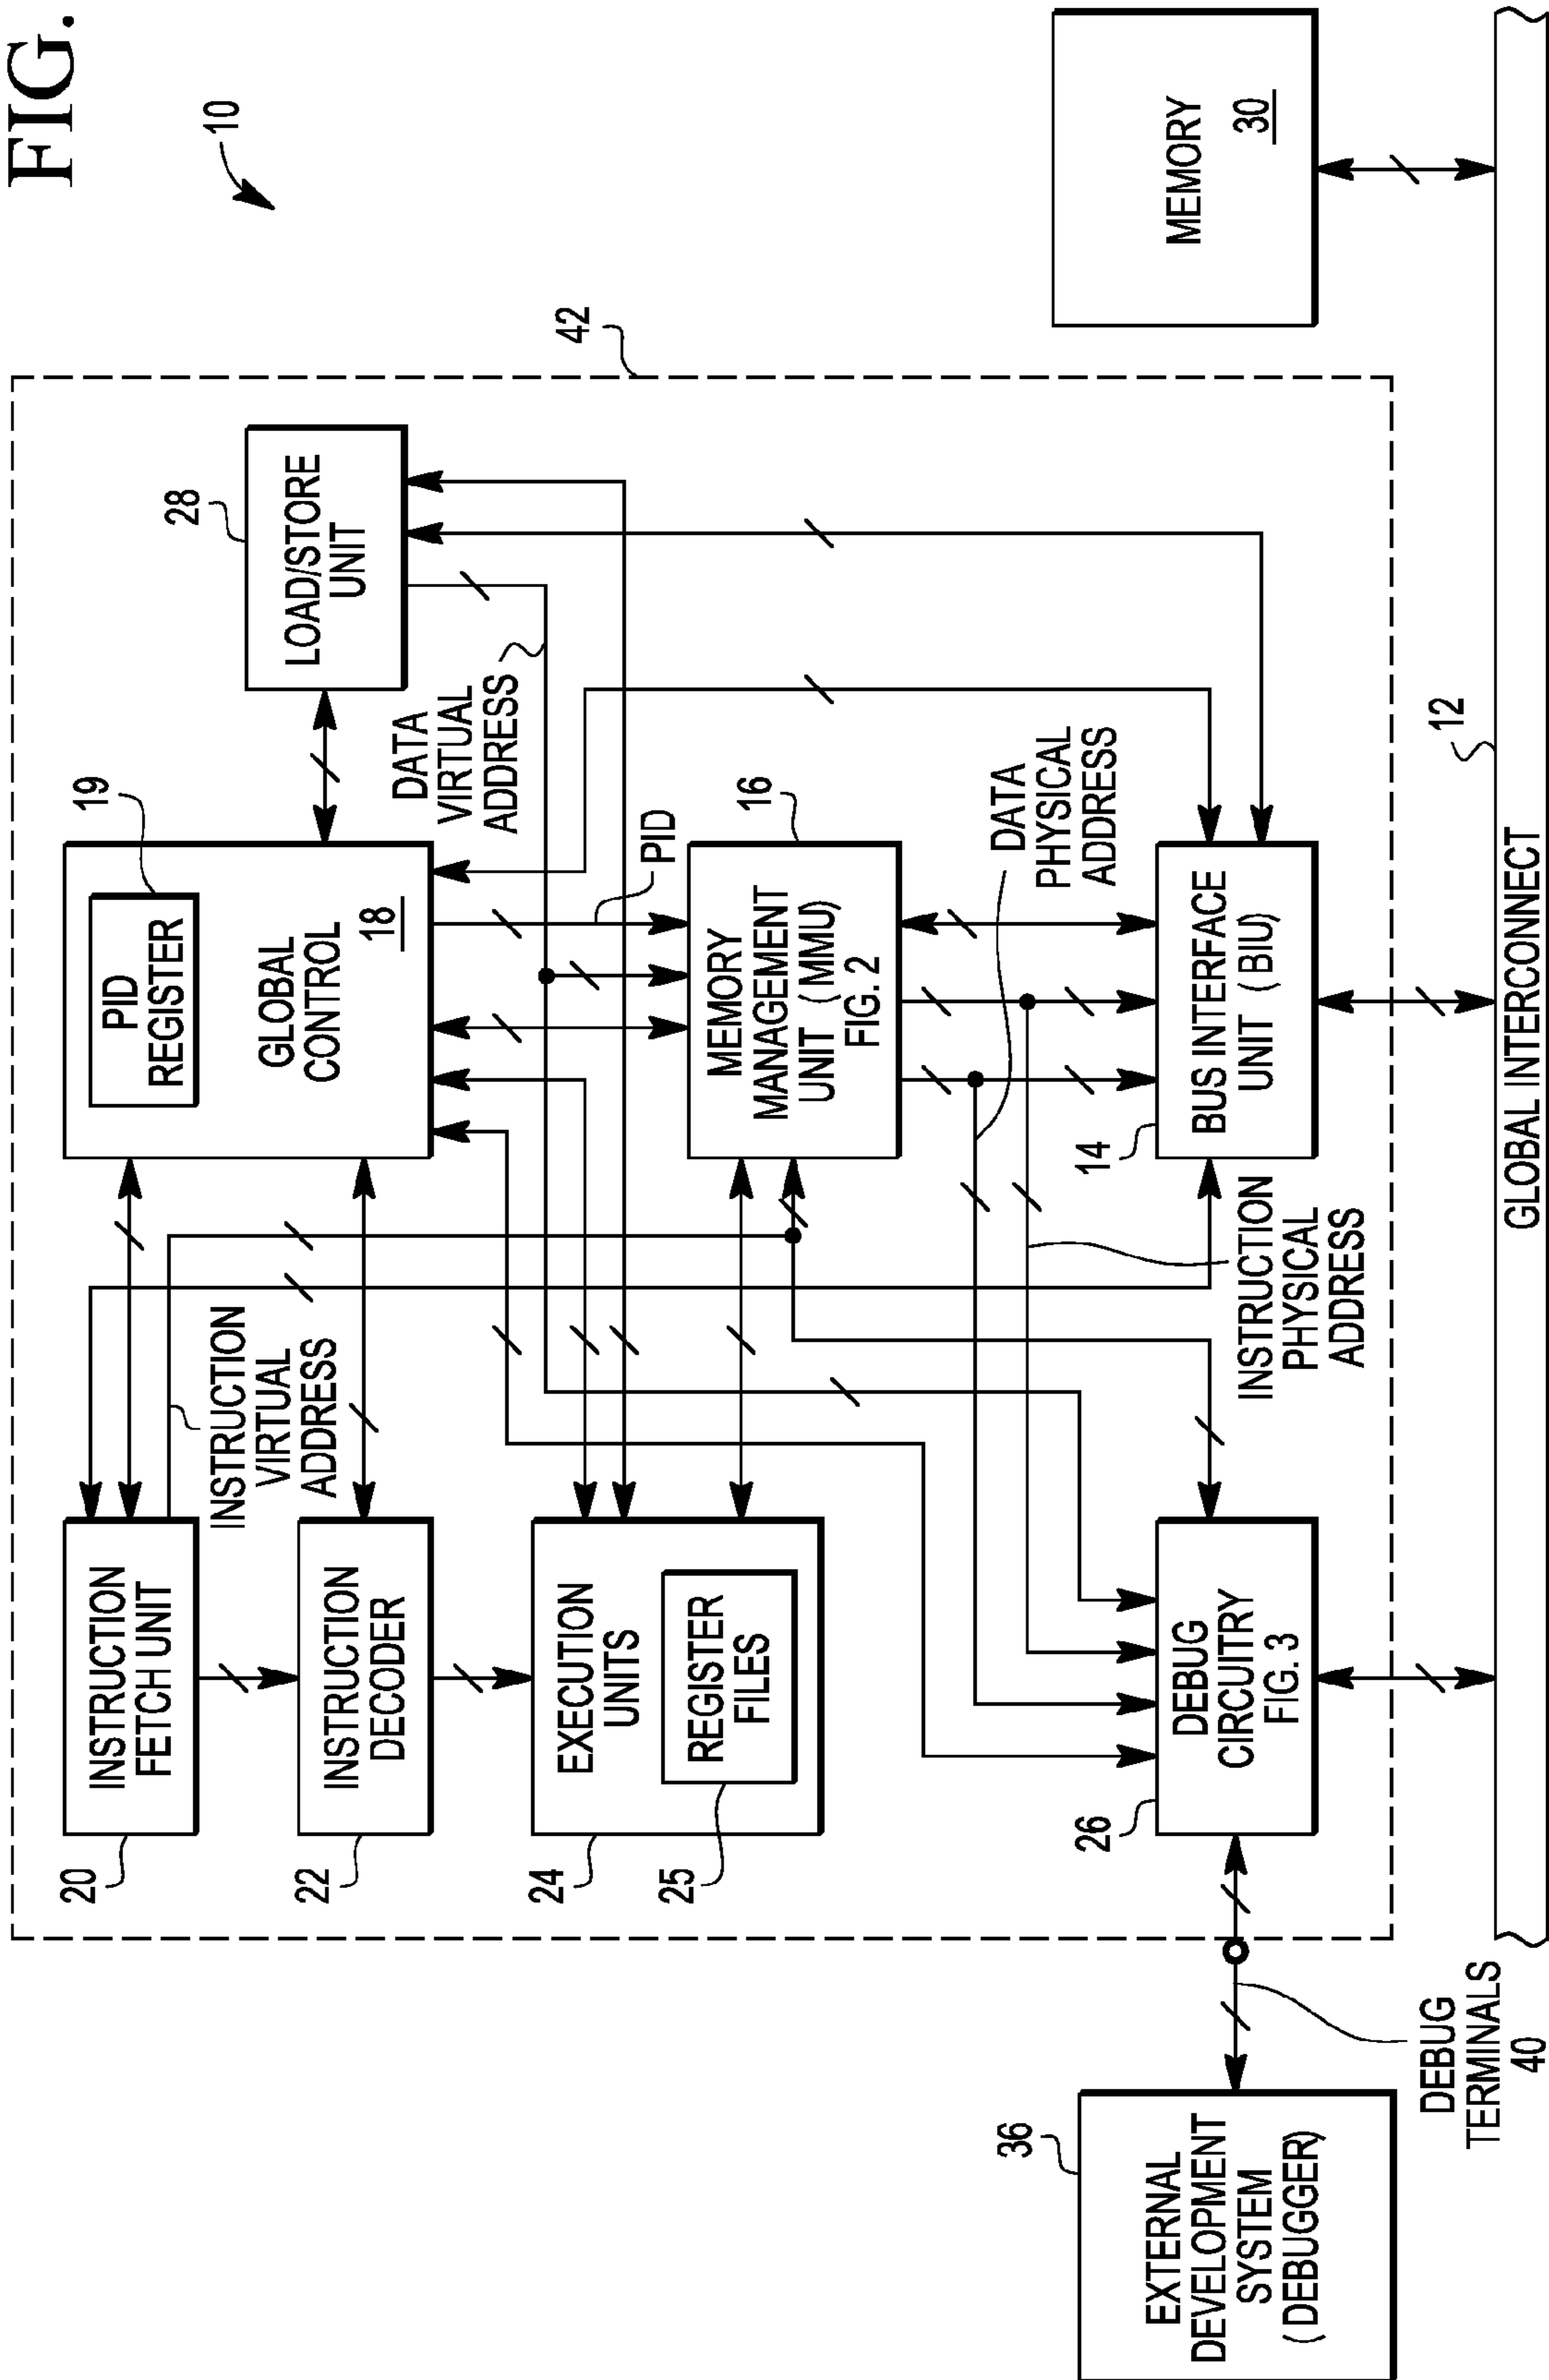 FIG.
10
42
INSTRUCTION
FETCH UNIT
20
INSTRUCTION
VIRTUAL
ADDRESS
INSTRUCTION
DECODER
22
EXECUTION
UNITS
24
REGISTER
FILES
25
PID
REGISTER
19
GLOBAL
CONTROL
18
LOAD/STORE
UNIT
28
DATA
VIRTUAL
ADDRESS
PID
MEMORY
MANAGEMENT
UNIT (MMU)
FIG. 2
16
DATA
PHYSICAL
ADDRESS
INSTRUCTION
PHYSICAL
ADDRESS
BUS INTERFACE
UNIT (BIU)
14
DEBUG
CIRCUITRY
FIG. 3
26
MEMORY
30
EXTERNAL
DEVELOPMENT
SYSTEM
(DEBUGGER)
36
DEBUG
TERMINALS
40
12
GLOBAL INTERCONNECT